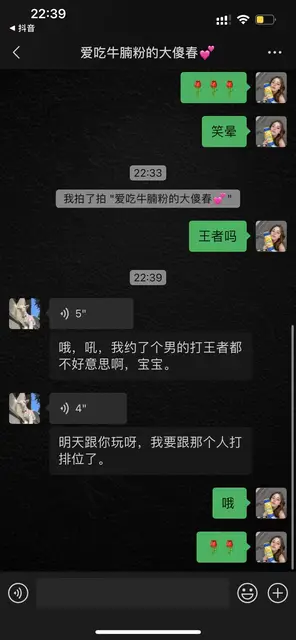 22:39
抖音
爱吃牛腩粉的大傻春💕
🌹🌹🌹
笑晕
22:33
我拍了拍 "爱吃牛腩粉的大傻春💕"
王者吗
22:39
5"
哦，吼，我约了个男的打王者都
不好意思啊，宝宝。
4"
明天跟你玩呀，我要跟那个人打
排位了。
哦
🌹🌹